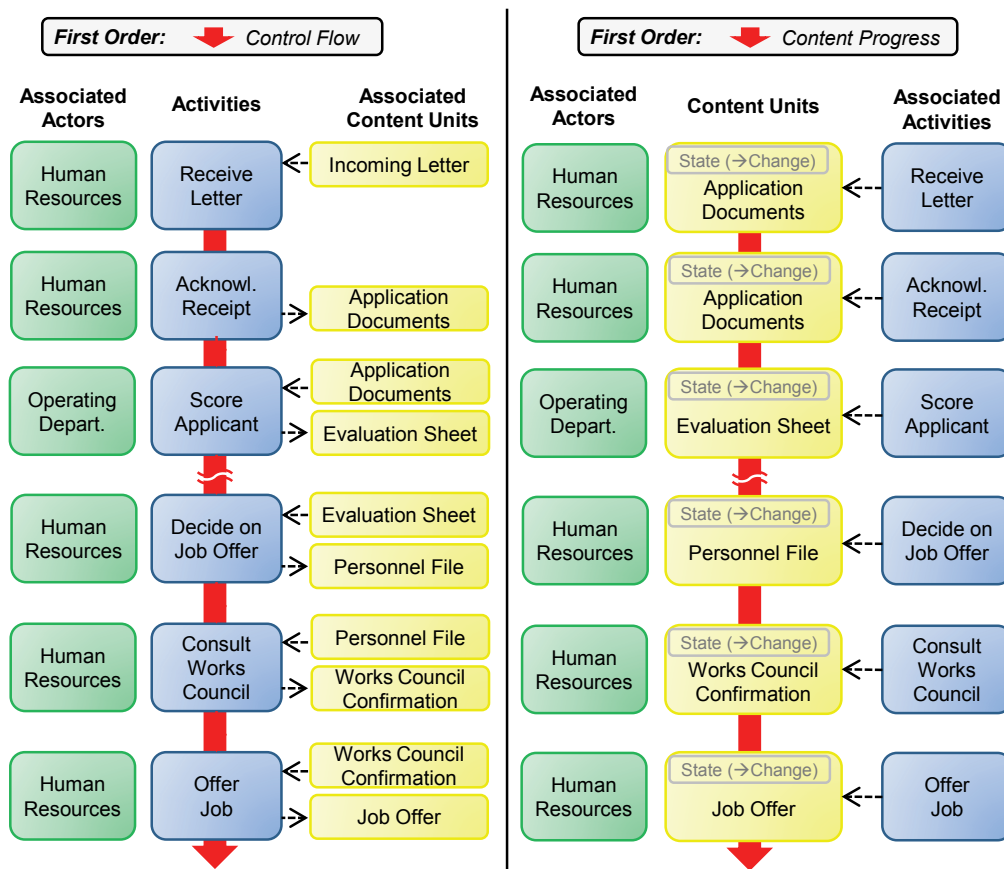 First Order: Control Flow
Associated
Actors
Activities
Associated
Content Units
Human
Resources
Receive
Letter
Incoming Letter
Human
Resources
Acknowl.
Receipt
Application
Documents
Operating
Depart.
Score
Applicant
Application
Documents
Evaluation Sheet
Human
Resources
Decide on
Job Offer
Evaluation Sheet
Personnel File
Human
Resources
Consult
Works
Council
Personnel File
Works Council
Confirmation
Human
Resources
Offer
Job
Works Council
Confirmation
Job Offer
First Order: Content Progress
Associated
Actors
Content Units
Associated
Activities
Human
Resources
State (→Change)
Application
Documents
Receive
Letter
Human
Resources
State (→Change)
Application
Documents
Acknowl.
Receipt
Operating
Depart.
State (→Change)
Evaluation Sheet
Score
Applicant
Human
Resources
State (→Change)
Personnel File
Decide on
Job Offer
Human
Resources
State (→Change)
Works Council
Confirmation
Consult
Works
Council
Human
Resources
State (→Change)
Job Offer
Offer
Job